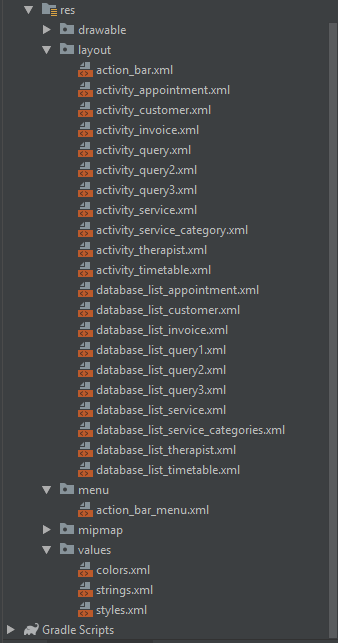 res
drawable
layout
action_bar.xml
activity_appointment.xml
activity_customer.xml
activity_invoice.xml
activity_query.xml
activity_query2.xml
activity_query3.xml
activity_service.xml
activity_service_category.xml
activity_therapist.xml
activity_timetable.xml
database_list_appointment.xml
database_list_customer.xml
database_list_invoice.xml
database_list_query1.xml
database_list_query2.xml
database_list_query3.xml
database_list_service.xml
database_list_service_categories.xml
database_list_therapist.xml
database_list_timetable.xml
menu
action_bar_menu.xml
mipmap
values
colors.xml
strings.xml
styles.xml
Gradle Scripts